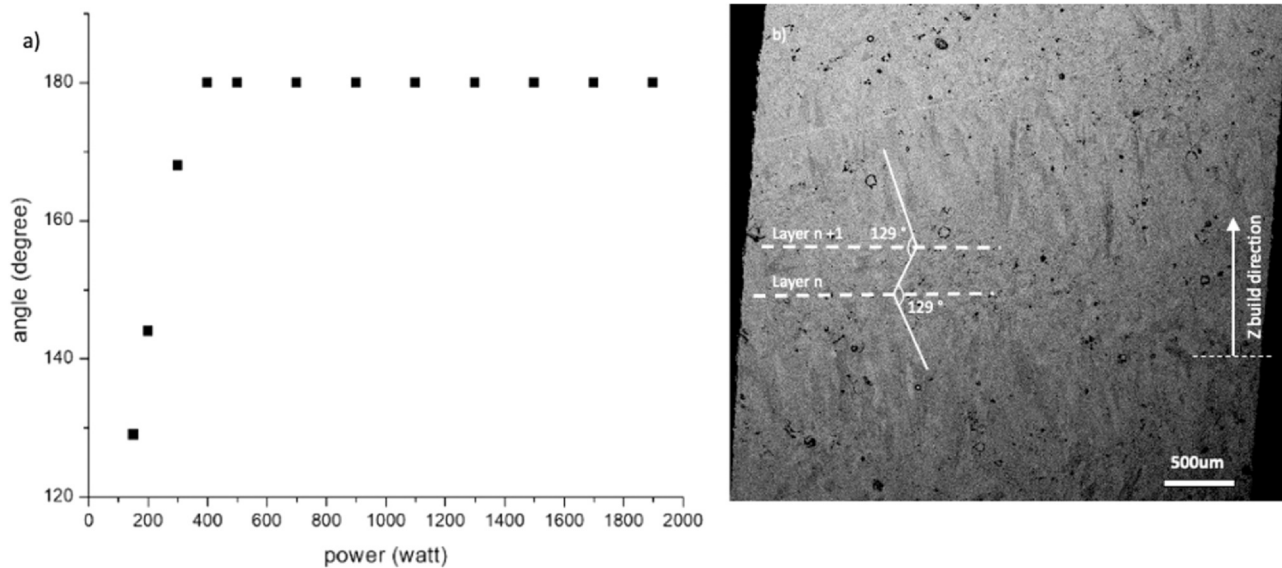 a)
180
160
140
120
angle (degree)
0 200 400 600 800 1000 1200 1400 1600 1800 2000
power (watt)
b)
Layer n +1 129 °
Layer n
129 °
Z build direction
500um